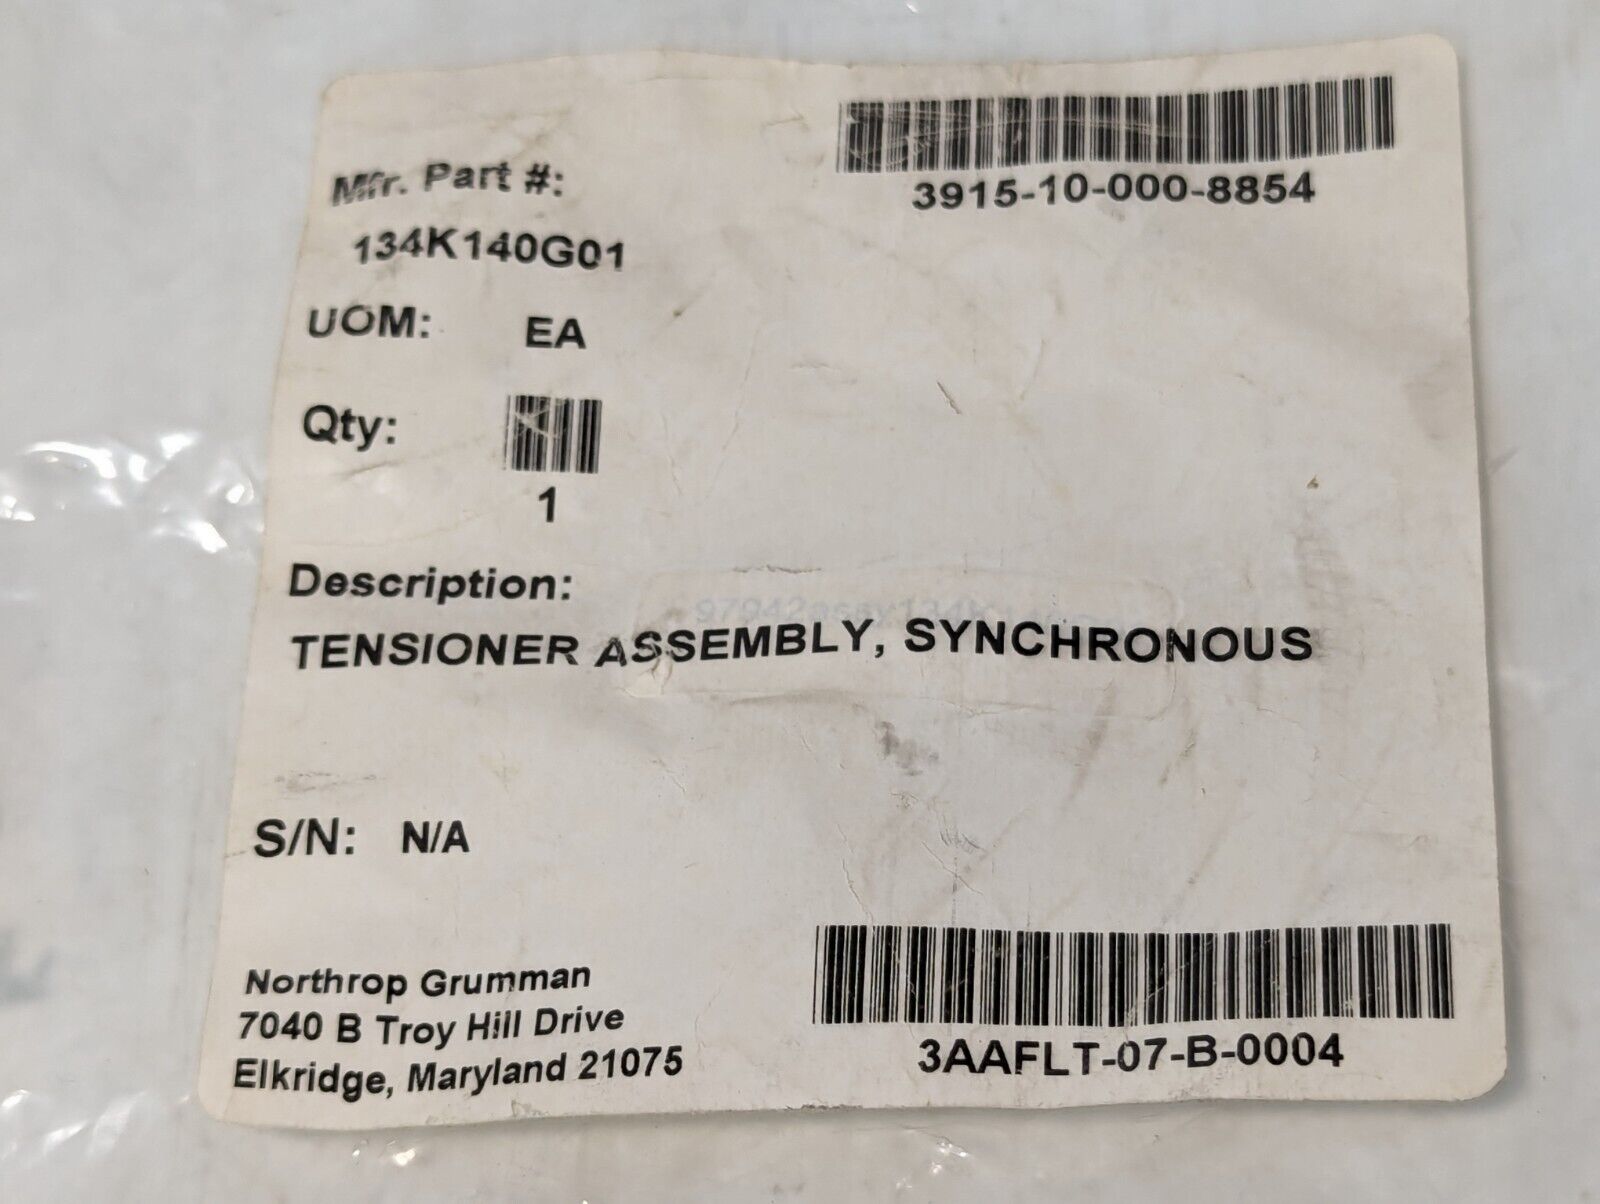 3915-10-000-8854
Mfr. Part #:
134K140G01
UOM: EA
Qty:
1
Description:
TENSIONER ASSEMBLY, SYNCHRONOUS
S/N: N/A
Northrop Grumman
7040 B Troy Hill Drive
Elkridge, Maryland 21075
3AAFLT-07-B-0004